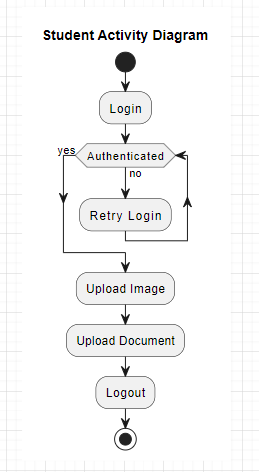 Student Activity Diagram
Login
yes
Authenticated
no
Retry Login
Upload Image
Upload Document
Logout